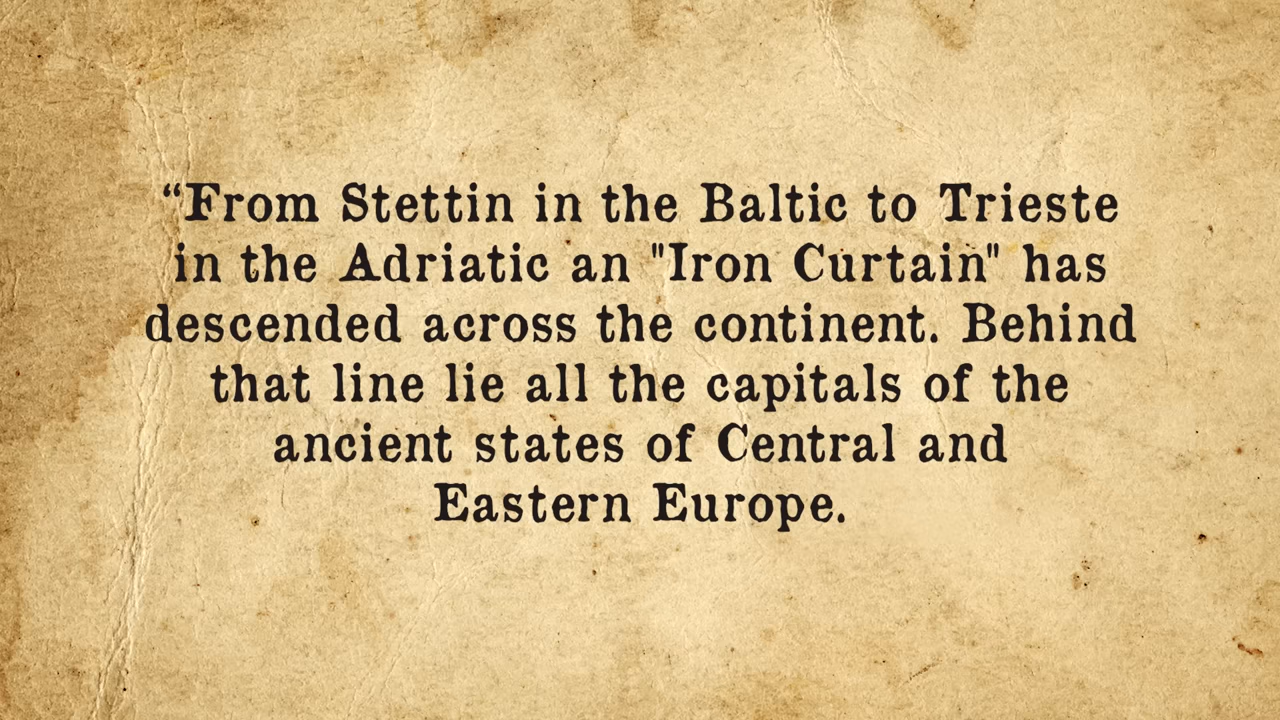 “From Stettin in the Baltic to Trieste
in the Adriatic an "Iron Curtain" has
descended across the continent. Behind
that line lie all the capitals of the
ancient states of Central and
Eastern Europe.